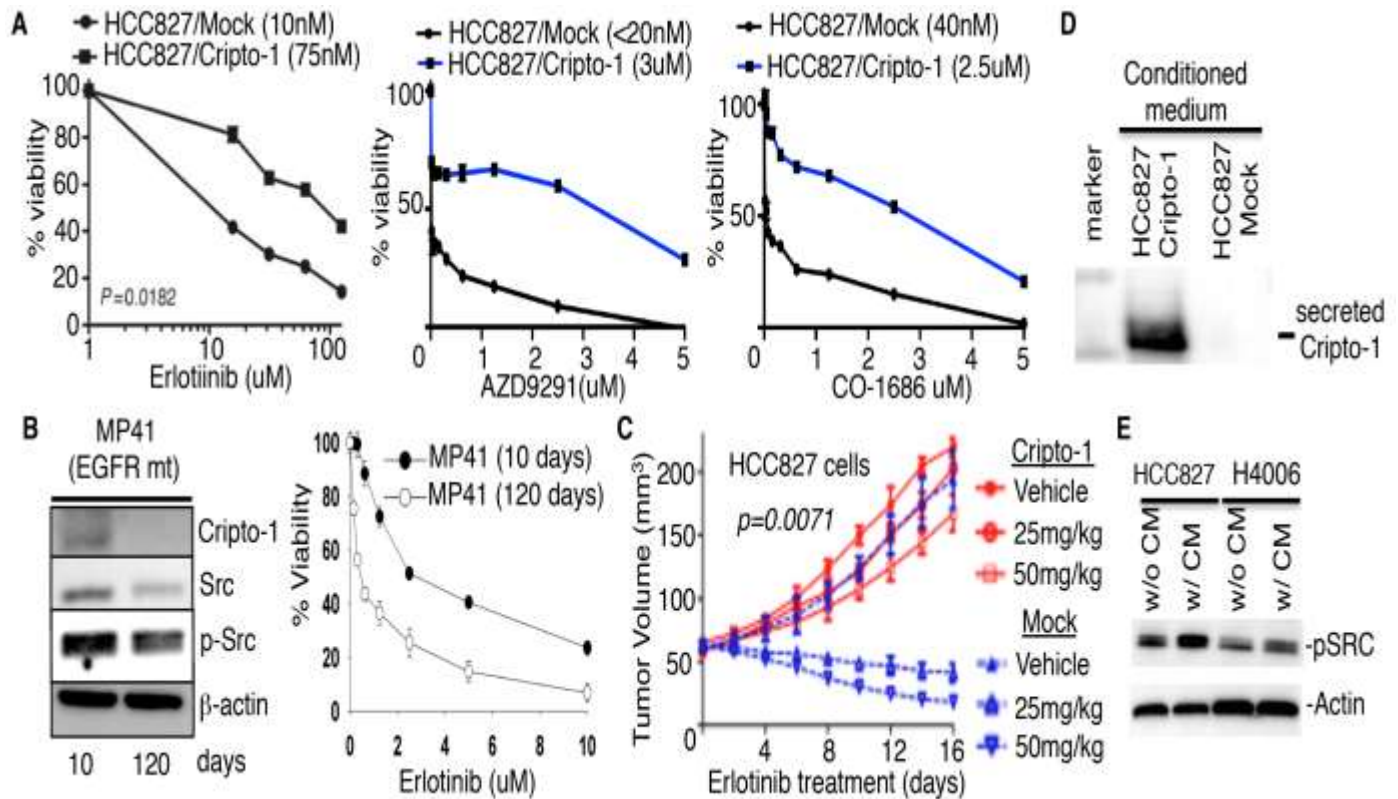 A
HCC827/Mock (10nM)
HCC827/Cripto-1 (75nM)
100
80
60
40
20
0
% viability
P=0.0182
1
10
100
Erlotiinib (uM)
HCC827/Mock (<20nM)
HCC827/Cripto-1 (3uM)
100
50
% viability
0 1 2 3 4 5
AZD9291(uM)
HCC827/Mock (40nM)
HCC827/Cripto-1 (2.5uM)
100
50
% viability
0 1 2 3 4 5
CO-1686 uM)
D
Conditioned
medium
marker
HCc827
Cripto-1
HCC827
Mock
secreted
Cripto-1
B
MP41
(EGFR mt)
Cripto-1
Src
p-Src
β-actin
10 120 days
MP41 (10 days)
MP41 (120 days)
100
80
60
40
20
0
% Viability
0 2 4 6 8 10
Erlotinib (uM)
C
HCC827 cells
p=0.0071
200
150
100
50
0
Tumor Volume (mm³)
4 8 12 16
Erlotinib treatment (days)
Cripto-1
Vehicle
25mg/kg
50mg/kg
Mock
Vehicle
25mg/kg
50mg/kg
E
HCC827 H4006
w/o CM
w/ CM
w/o CM
w/ CM
-pSRC
-Actin